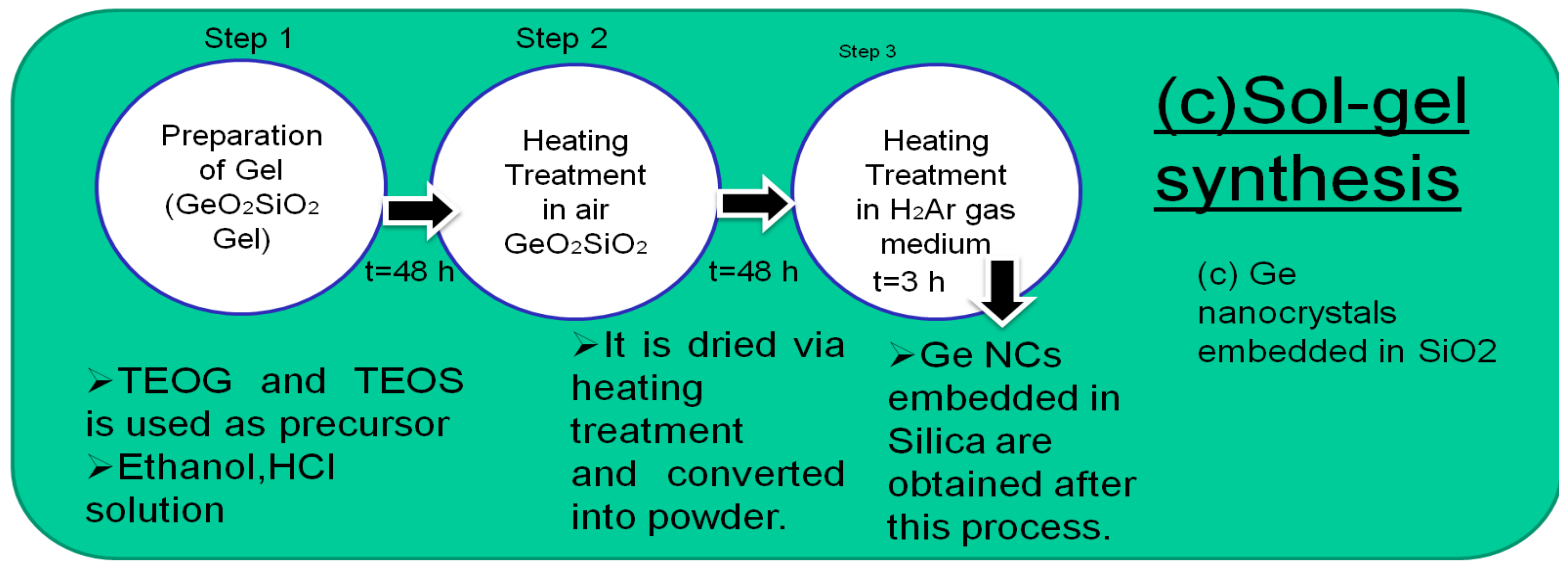 Step 1
Preparation
of Gel
(GeO₂SiO₂
Gel)
t=48 h
➢TEOG and TEOS
is used as precursor
➢Ethanol,HCl
solution
Step 2
Heating
Treatment
in air
GeO₂SiO₂
t=48 h
➢It is dried via
heating
treatment
and converted
into powder.
Step 3
Heating
Treatment
in H₂Ar gas
medium
t=3 h
➢Ge NCs
embedded in
Silica are
obtained after
this process.
(c)Sol-gel
synthesis
(c) Ge
nanocrystals
embedded in SiO2